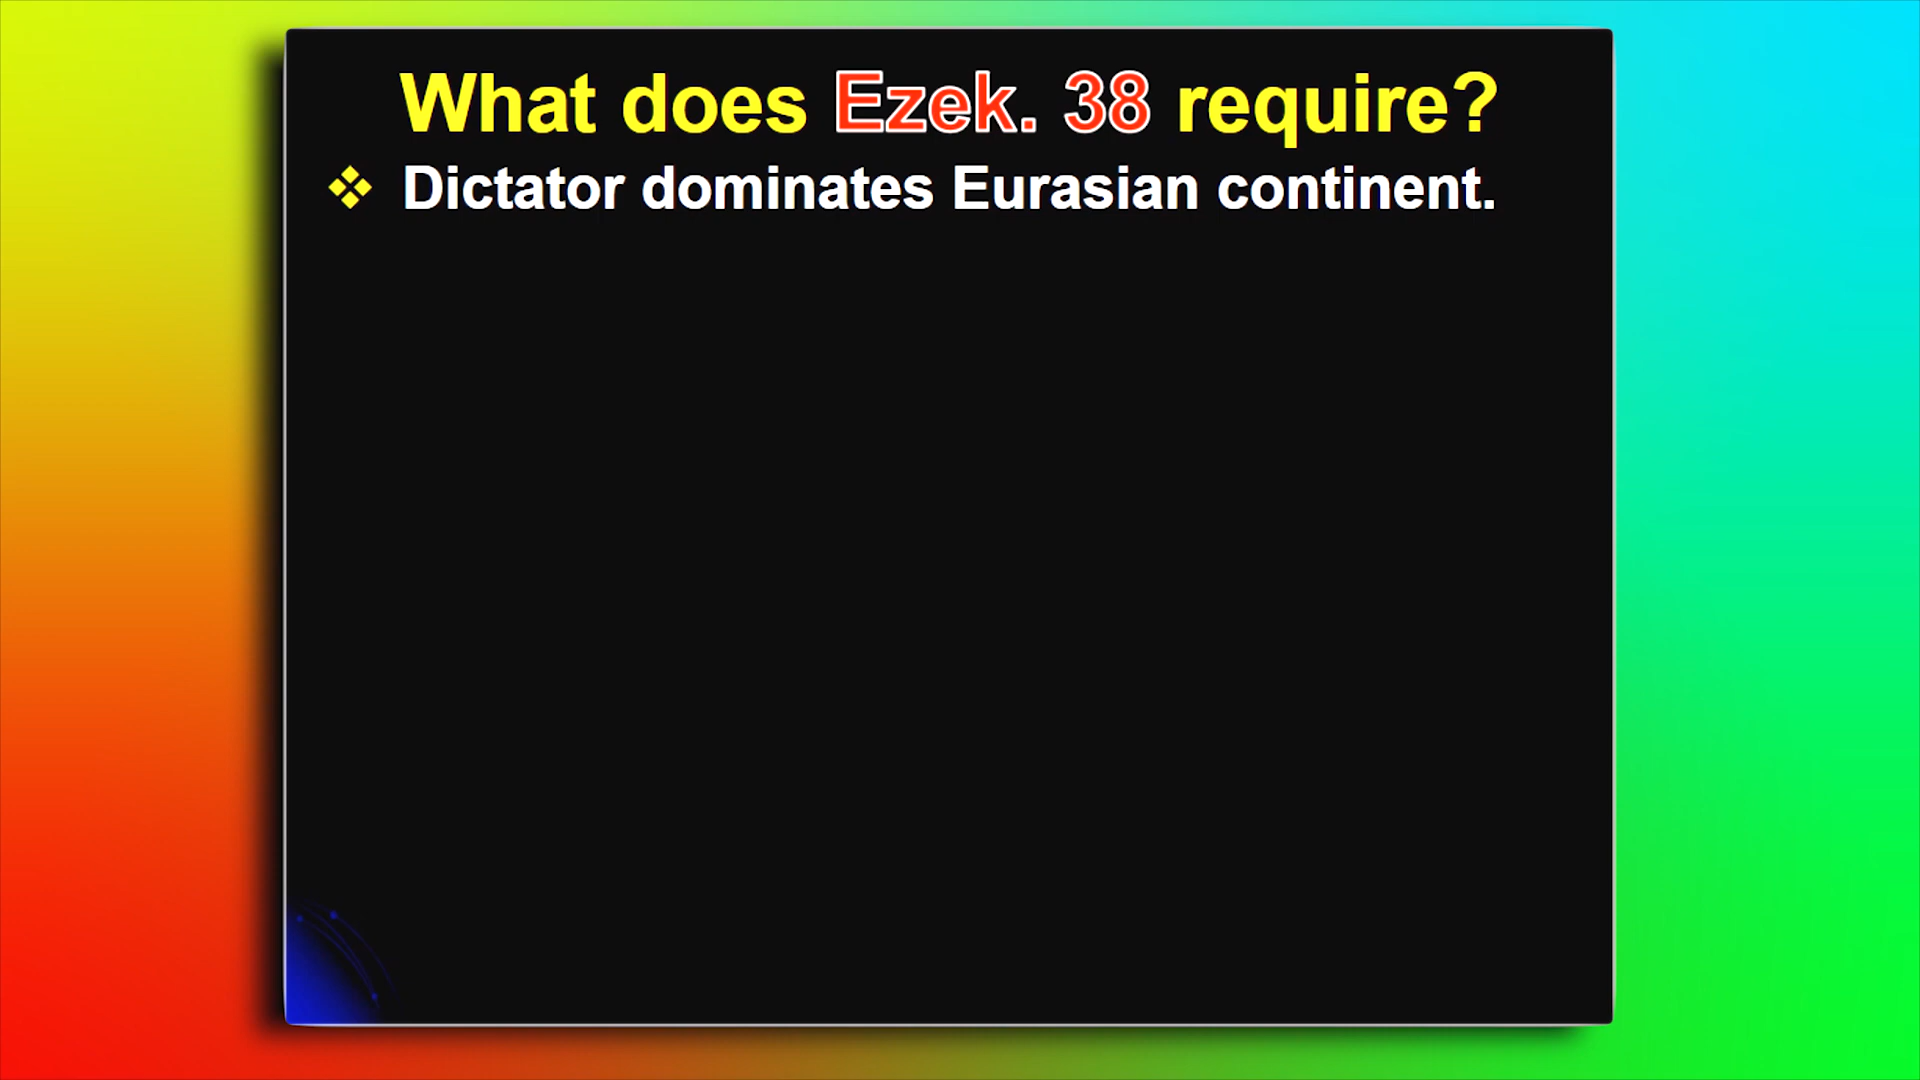 What does Ezek. 38 require?
❖ Dictator dominates Eurasian continent.